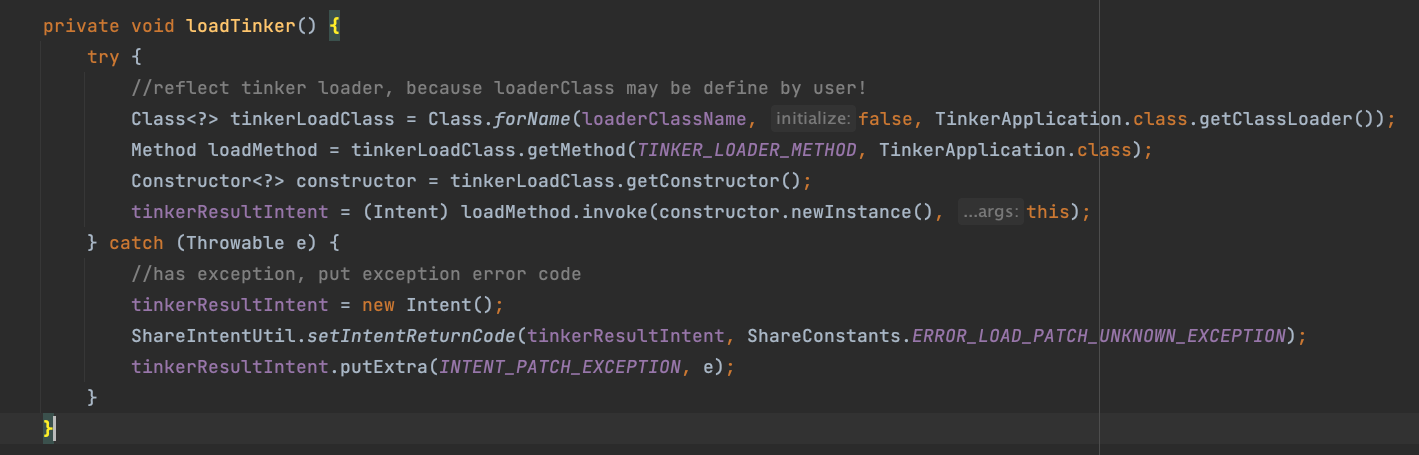 private void loadTinker() {
try {
//reflect tinker loader, because loaderClass may be define by user!
Class<?> tinkerLoadClass = Class.forName(loaderClassName, initialize: false, TinkerApplication.class.getClassLoader());
Method loadMethod = tinkerLoadClass.getMethod(TINKER_LOADER_METHOD, TinkerApplication.class);
Constructor<?> constructor = tinkerLoadClass.getConstructor();
tinkerResultIntent = (Intent) loadMethod.invoke(constructor.newInstance(), ...args: this);
} catch (Throwable e) {
//has exception, put exception error code
tinkerResultIntent = new Intent();
ShareIntentUtil.setIntentReturnCode(tinkerResultIntent, ShareConstants.ERROR_LOAD_PATCH_UNKNOWN_EXCEPTION);
tinkerResultIntent.putExtra(INTENT_PATCH_EXCEPTION, e);
}
}